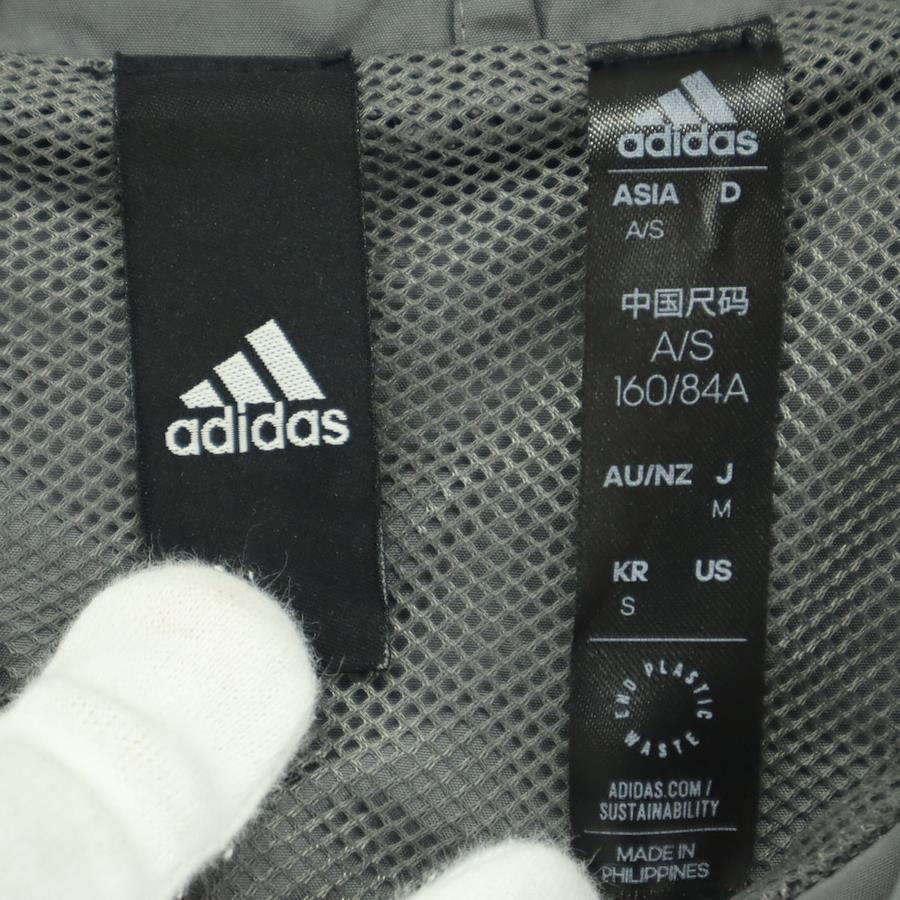 adidas
adidas
ASIA D
A/S
中国尺码
A/S
160/84A
AU/NZ J
M
KR US
S
END PLASTIC WASTE
ADIDAS.COM/
SUSTAINABILITY
MADE IN
PHILIPPINES